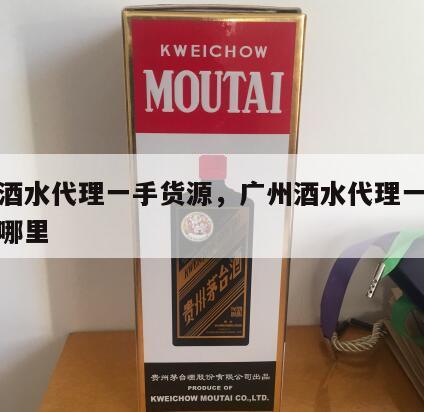 KWEICHOW
MOUTAI
酒水代理一手货源，广州酒水代理一
哪里
贵州茅台酒
贵州茅台酒股份有限公司出品
PRODUCE OF
KWEICHOW MOUTAI CO.,LTD.